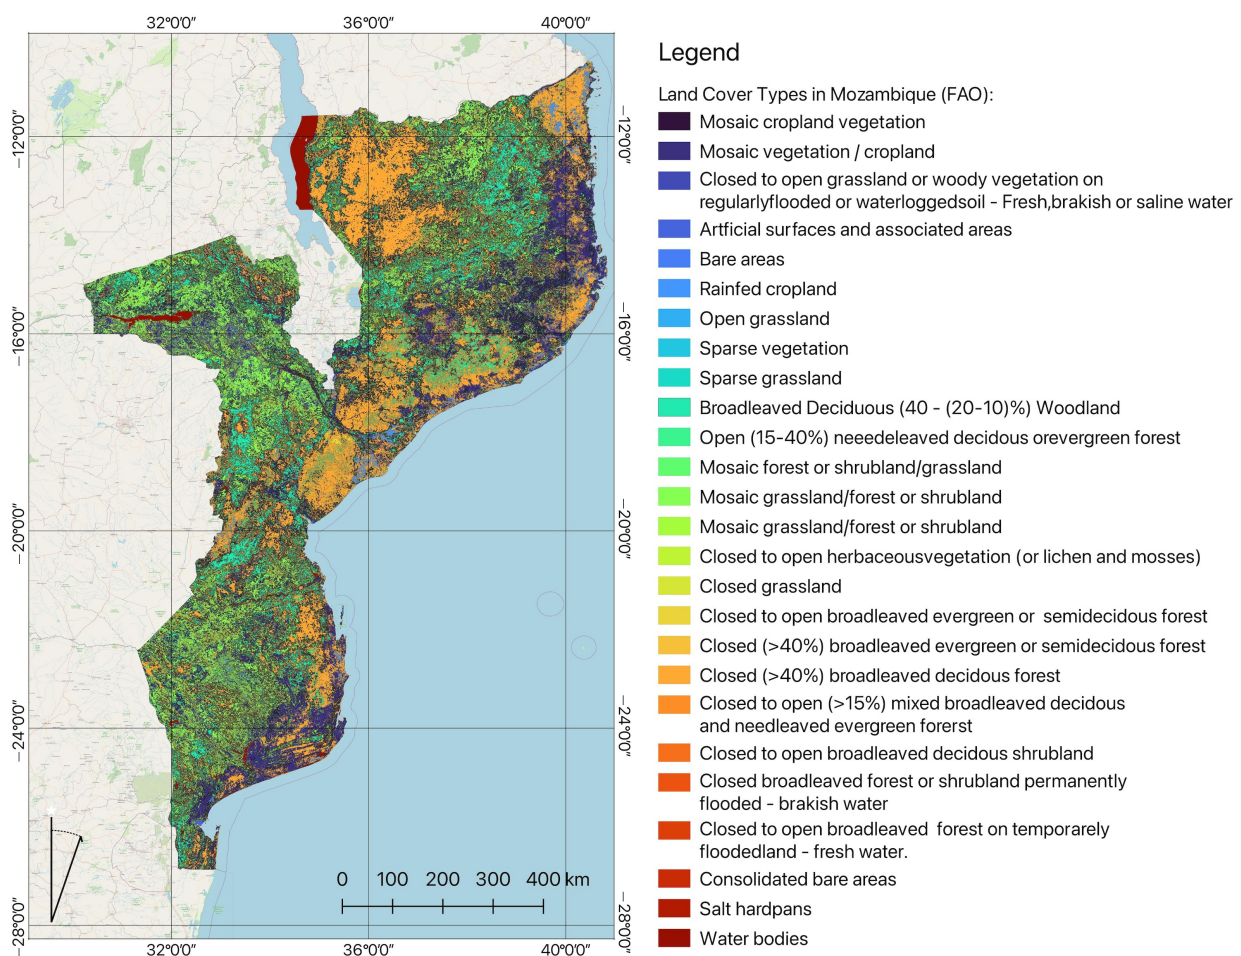 32°0'0" 36°0'0" 40°0'0"
−12°0'0" −12°0'0"
−16°0'0" −16°0'0"
−20°0'0" −20°0'0"
−24°0'0" −24°0'0"
−28°0'0" −28°0'0"
0 100 200 300 400 km
32°0'0" 36°0'0" 40°0'0"
Legend
Land Cover Types in Mozambique (FAO):
Mosaic cropland vegetation
Mosaic vegetation / cropland
Closed to open grassland or woody vegetation on
regularlyflooded or waterloggedsoil - Fresh,brakish or saline water
Artficial surfaces and associated areas
Bare areas
Rainfed cropland
Open grassland
Sparse vegetation
Sparse grassland
Broadleaved Deciduous (40 - (20-10)%) Woodland
Open (15-40%) neeedeleaved decidous orevergreen forest
Mosaic forest or shrubland/grassland
Mosaic grassland/forest or shrubland
Mosaic grassland/forest or shrubland
Closed to open herbaceousvegetation (or lichen and mosses)
Closed grassland
Closed to open broadleaved evergreen or semidecidous forest
Closed (>40%) broadleaved evergreen or semidecidous forest
Closed (>40%) broadleaved decidous forest
Closed to open (>15%) mixed broadleaved decidous
and needleaved evergreen forerst
Closed to open broadleaved decidous shrubland
Closed broadleaved forest or shrubland permanently
flooded - brakish water
Closed to open broadleaved forest on temporarely
floodedland - fresh water.
Consolidated bare areas
Salt hardpans
Water bodies